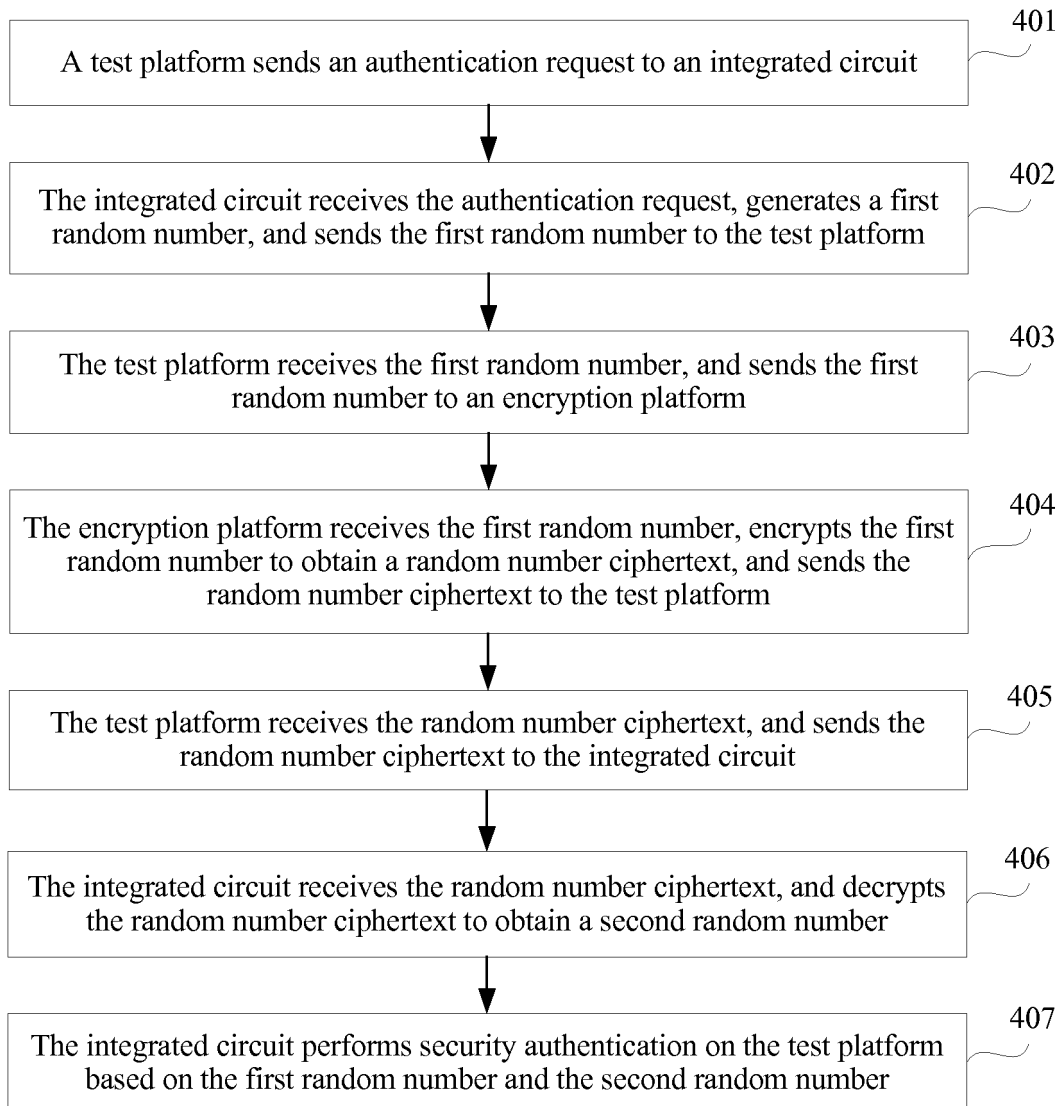 401
A test platform sends an authentication request to an integrated circuit
402
The integrated circuit receives the authentication request, generates a first
random number, and sends the first random number to the test platform
403
The test platform receives the first random number, and sends the first
random number to an encryption platform
404
The encryption platform receives the first random number, encrypts the first
random number to obtain a random number ciphertext, and sends the
random number ciphertext to the test platform
405
The test platform receives the random number ciphertext, and sends the
random number ciphertext to the integrated circuit
406
The integrated circuit receives the random number ciphertext, and decrypts
the random number ciphertext to obtain a second random number
407
The integrated circuit performs security authentication on the test platform
based on the first random number and the second random number